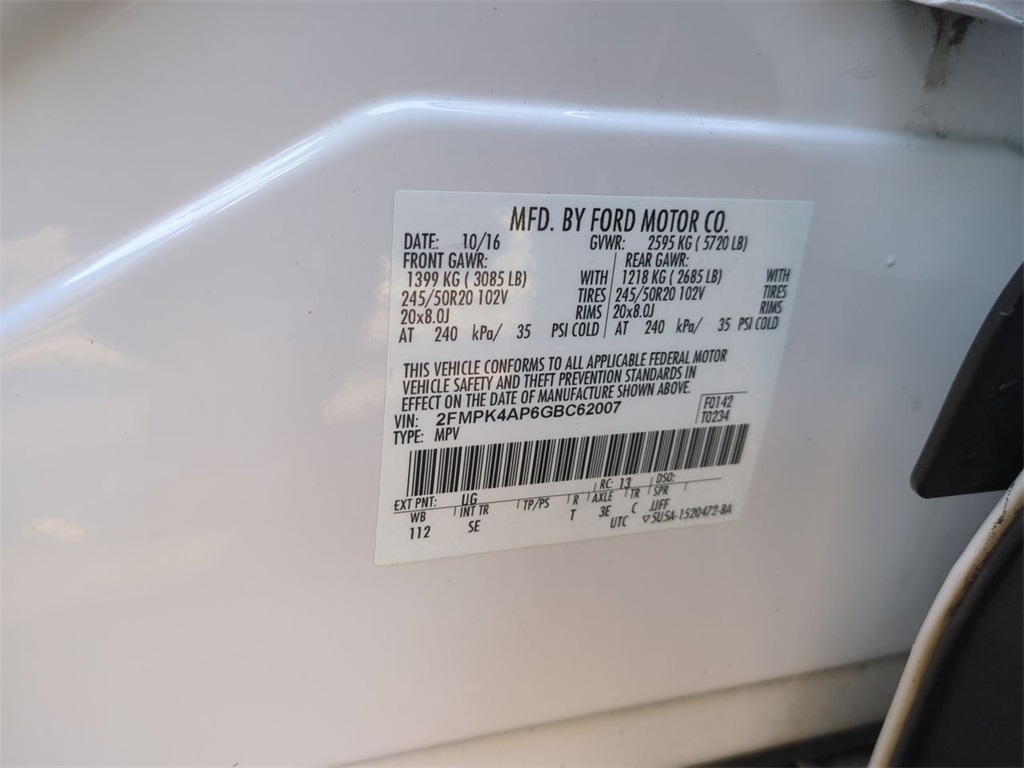 MFD. BY FORD MOTOR CO.
DATE: 10/16 GVWR: 2595 KG ( 5720 LB)
FRONT GAWR: REAR GAWR:
1399 KG ( 3085 LB) WITH 1218 KG ( 2685 LB) WITH
245/50R20 102V TIRES 245/50R20 102V TIRES
20x8.0J RIMS 20x8.0J RIMS
AT 240 kPa/ 35 PSI COLD AT 240 kPa/ 35 PSI COLD
THIS VEHICLE CONFORMS TO ALL APPLICABLE FEDERAL MOTOR
VEHICLE SAFETY AND THEFT PREVENTION STANDARDS IN
EFFECT ON THE DATE OF MANUFACTURE SHOWN ABOVE.
VIN: 2FMPK4AP6GBC62007 F0142
TYPE: MPV T0234
EXT PNT: UG RC: 13 DSO:
WB INT TR TP/PS R AXLE TR SPR
112 SE T 3E C JJFF
UTC ▽5U5A-1520472-BA